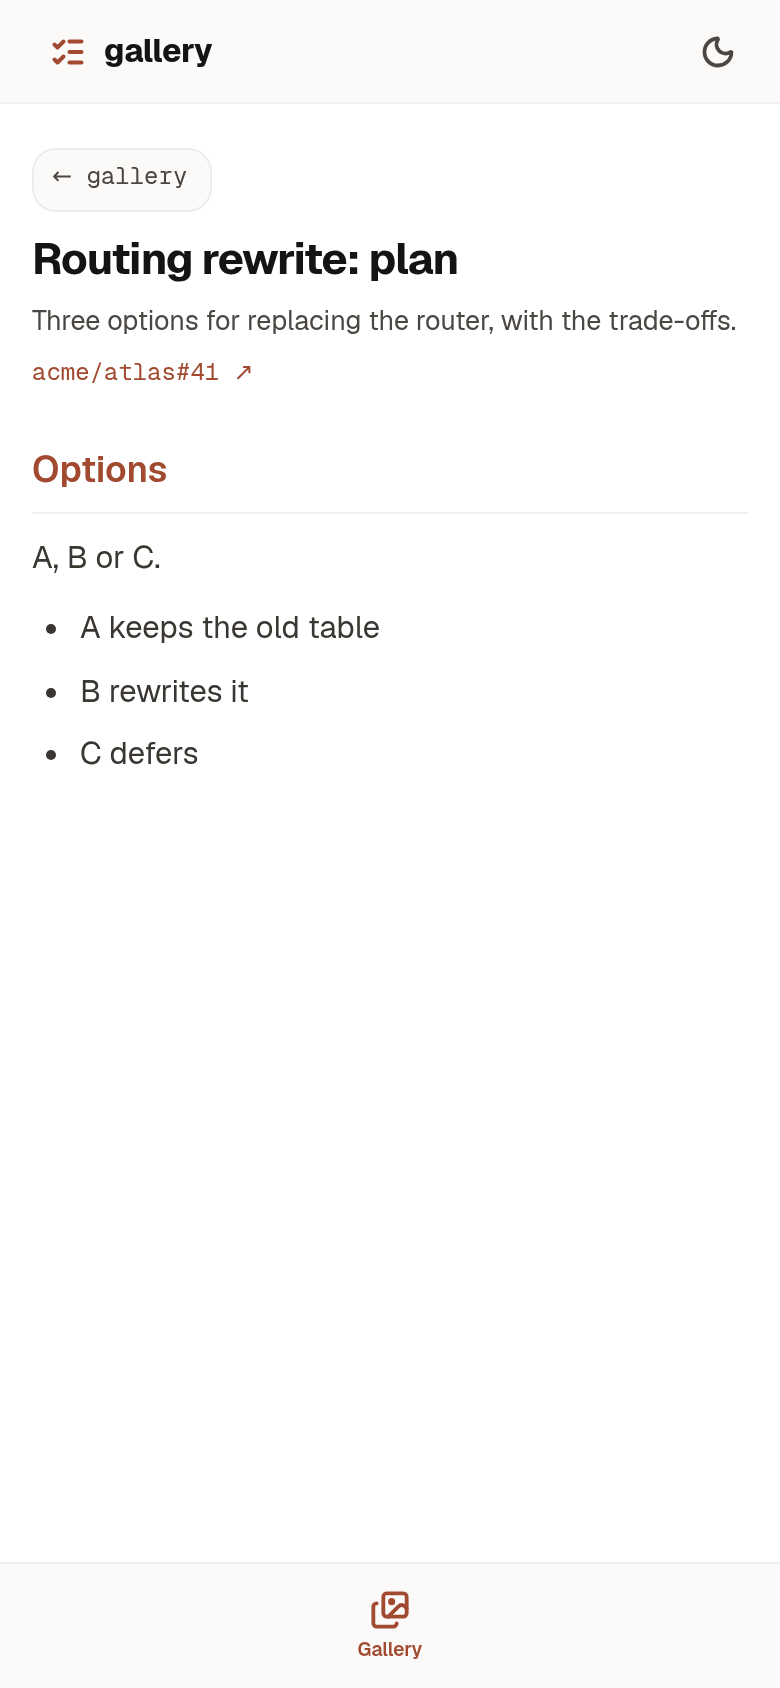 gallery
← gallery
Routing rewrite: plan
Three options for replacing the router, with the trade-offs.
acme/atlas#41 ↗
Options
A, B or C.
• A keeps the old table
• B rewrites it
• C defers
Gallery